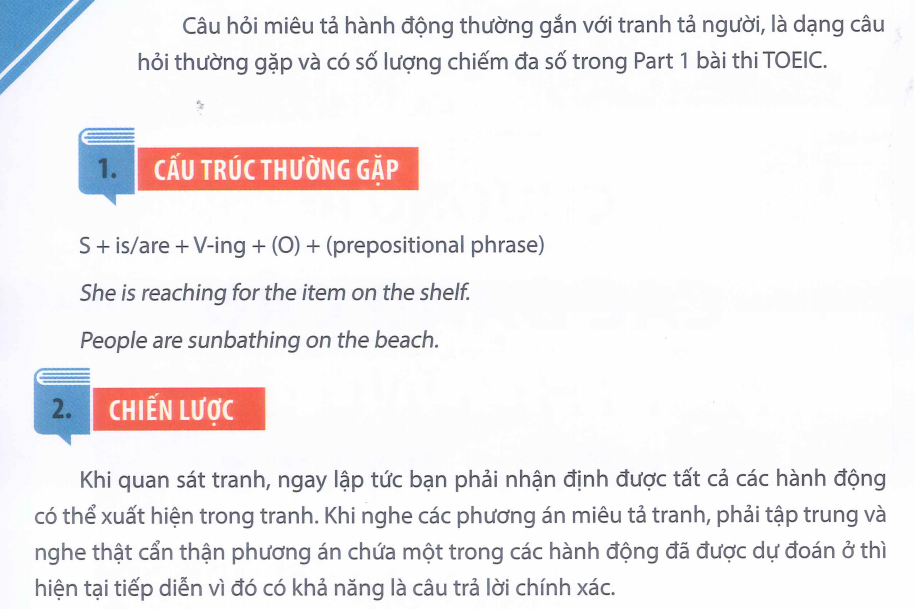 Câu hỏi miêu tả hành động thường gắn với tranh tả người, là dạng câu
hỏi thường gặp và có số lượng chiếm đa số trong Part 1 bài thi TOEIC.
1. CẤU TRÚC THƯỜNG GẶP
S + is/are + V-ing + (O) + (prepositional phrase)
She is reaching for the item on the shelf.
People are sunbathing on the beach.
2. CHIẾN LƯỢC
Khi quan sát tranh, ngay lập tức bạn phải nhận định được tất cả các hành động
có thể xuất hiện trong tranh. Khi nghe các phương án miêu tả tranh, phải tập trung và
nghe thật cẩn thận phương án chứa một trong các hành động đã được dự đoán ở thì
hiện tại tiếp diễn vì đó có khả năng là câu trả lời chính xác.